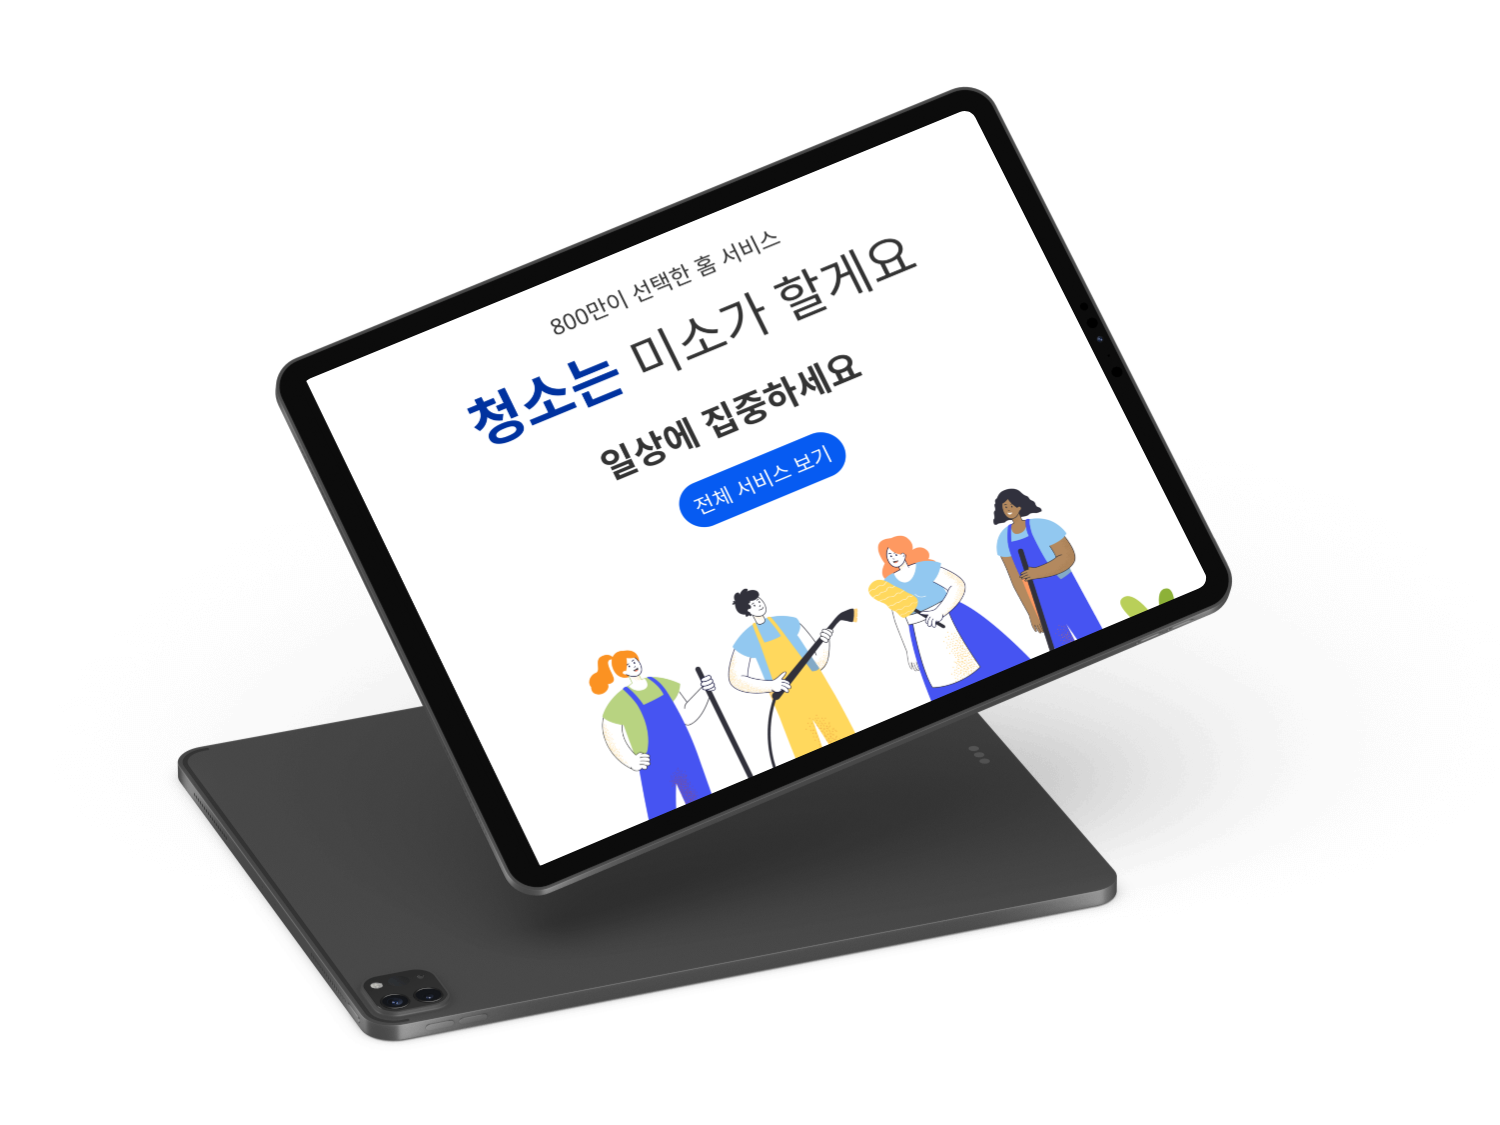 800만이 선택한 홈 서비스
청소는 미소가 할게요
일상에 집중하세요
전체 서비스 보기